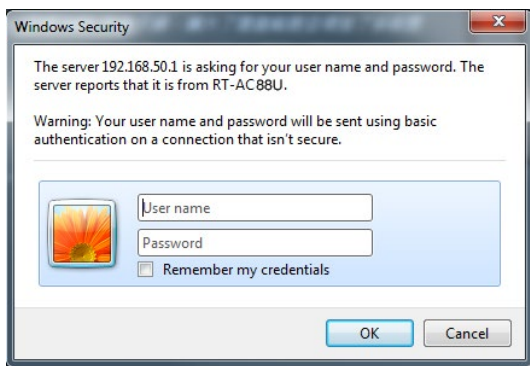 Windows Security
The server 192.168.50.1 is asking for your user name and password. The
server reports that it is from RT-AC88U.
Warning: Your user name and password will be sent using basic
authentication on a connection that isn't secure.
User name
Password
Remember my credentials
OK Cancel